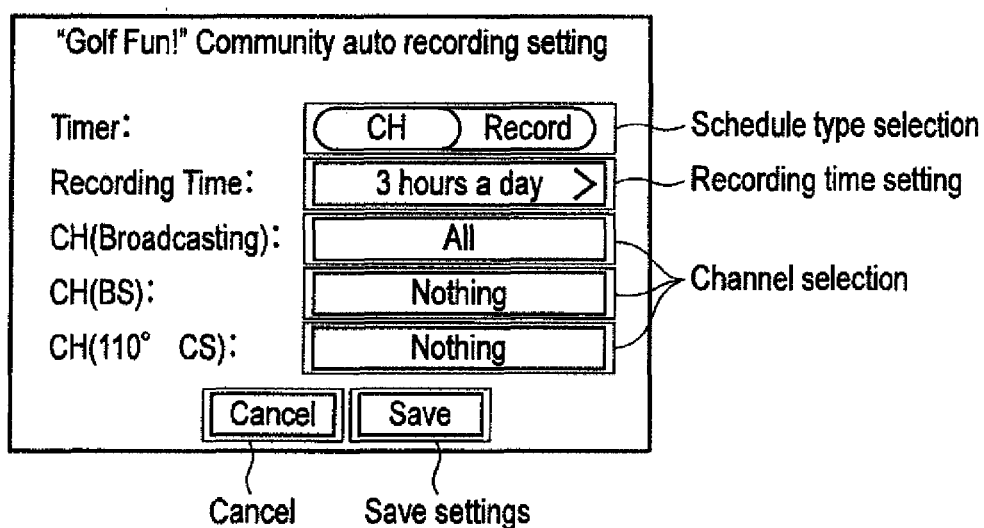 "Golf Fun!" Community auto recording setting
Timer: CH Record Schedule type selection
Recording Time: 3 hours a day > Recording time setting
CH(Broadcasting): All
CH(BS): Nothing Channel selection
CH(110° CS): Nothing
Cancel Save
Cancel Save settings